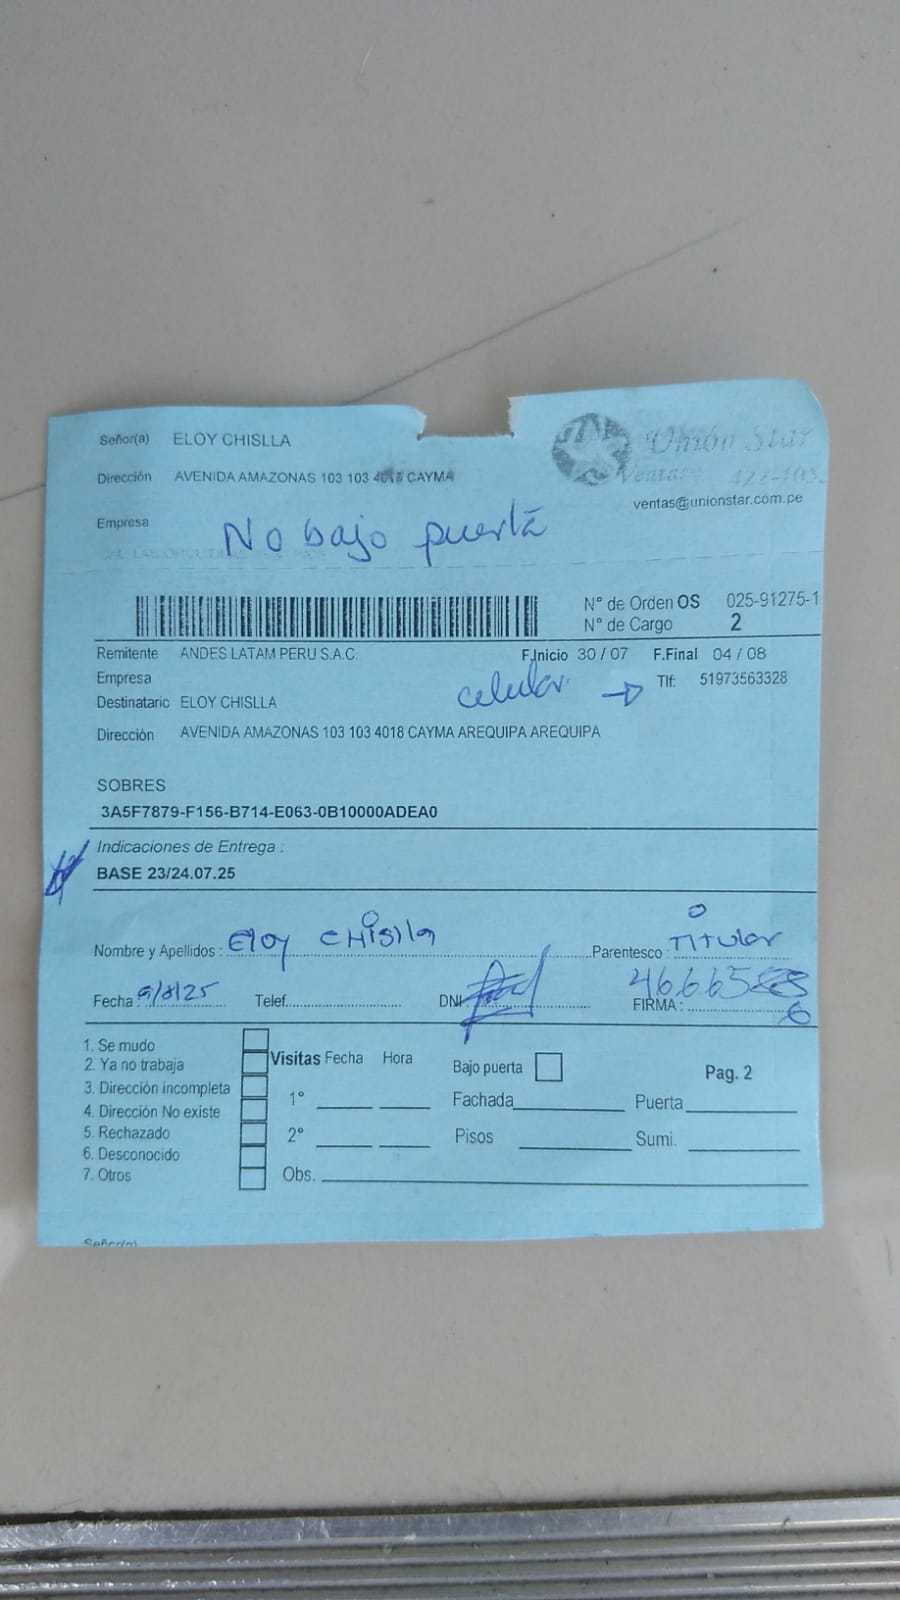 Señor(a) ELOY CHISLLA
Unión Star
Dirección AVENIDA AMAZONAS 103 103 4018 CAYMA
Ventas
ventas@unionstar.com.pe
Empresa
No bajo puerta
N° de Orden OS 025-91275-1
N° de Cargo 2
Remitente ANDES LATAM PERU S.A.C. F.Inicio 30 / 07 F.Final 04 / 08
Empresa celular → Tlf: 51973563328
Destinatario ELOY CHISLLA
Dirección AVENIDA AMAZONAS 103 103 4018 CAYMA AREQUIPA AREQUIPA
SOBRES
3A5F7879-F156-B714-E063-0B10000ADEA0
Indicaciones de Entrega :
BASE 23/24.07.25
Nombre y Apellidos : Eloy CHislla Parentesco : Titular
Fecha Telef. DNI FIRMA :
1. Se mudo
2. Ya no trabaja
3. Dirección incompleta
4. Dirección No existe
5. Rechazado
6. Desconocido
7. Otros
Visitas Fecha Hora
1°
2°
Obs.
Bajo puerta
Pag. 2
Fachada Puerta
Pisos Sumi.
Señor(a)